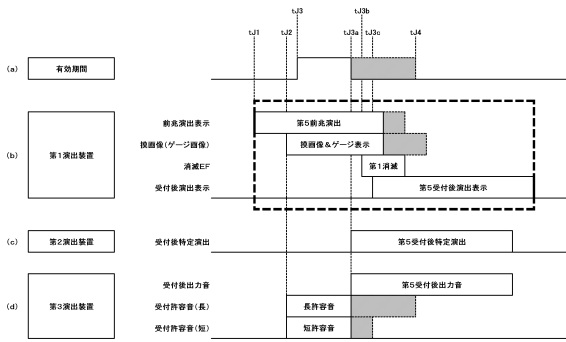 tJ3
tJ3b
tJ1
tJ2
tJ3a
tJ3c
tJ4
(a)
有効期間
(b)
第1演出装置
前兆演出表示
第5前兆演出
摸画像(ゲージ画像)
摸画像&ゲージ表示
消滅EF
第1消滅
受付後演出表示
第5受付後演出表示
(c)
第2演出装置
受付後特定演出
第5受付後特定演出
(d)
第3演出装置
受付後出力音
第5受付後出力音
受付許容音(長)
長許容音
受付許容音(短)
短許容音